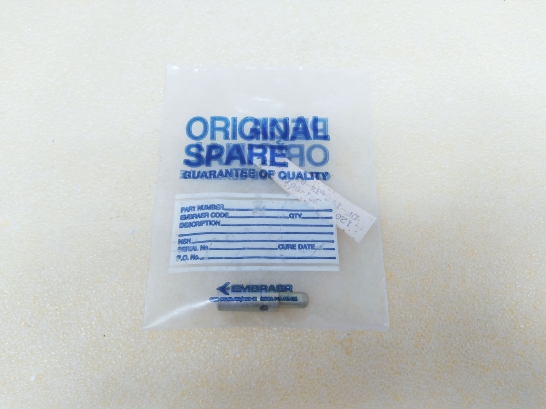 ORIGINAL
SPARE
GUARANTEE OF QUALITY
PART NUMBER
EMBRAER CODE QTY
DESCRIPTION
NSN
SERIAL No. CURE DATE
P.O. No.
EMBRAER